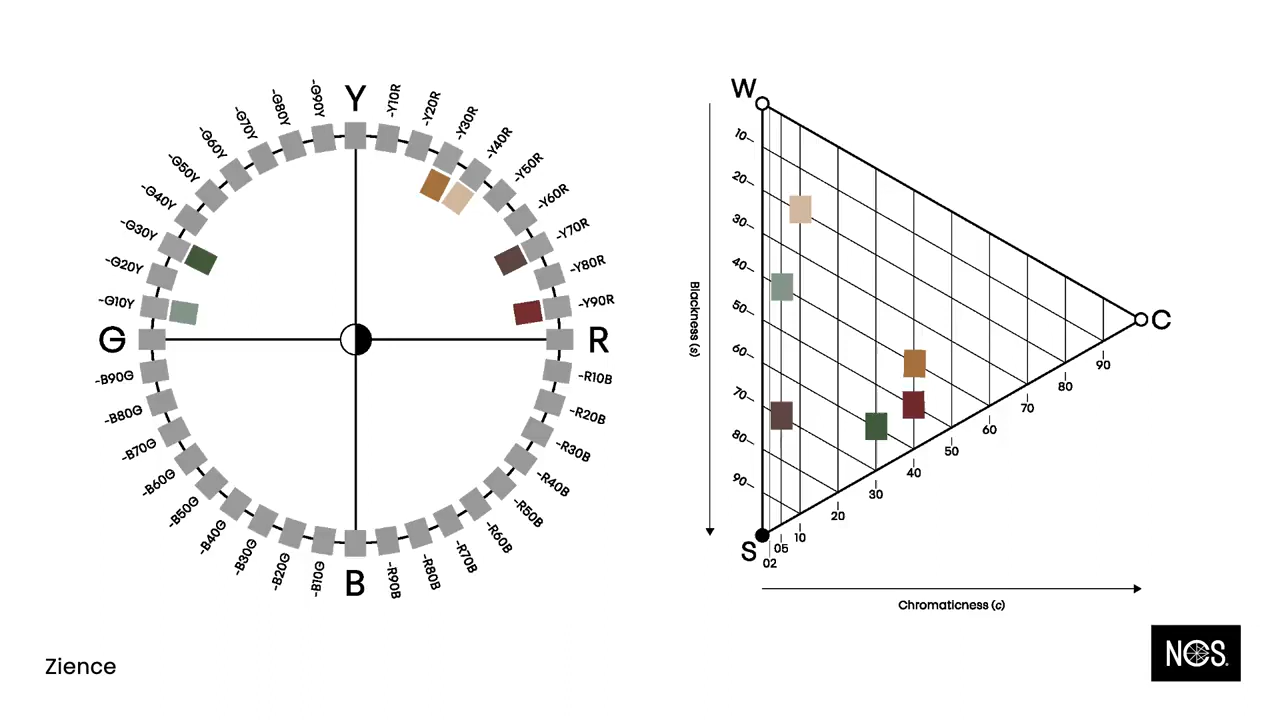 Y
-Y10R
-Y20R
-Y30R
-Y40R
-Y50R
-Y60R
-Y70R
-Y80R
-Y90R
R
-R10B
-R20B
-R30B
-R40B
-R50B
-R60B
-R70B
-R80B
-R90B
B
-B10G
-B20G
-B30G
-B40G
-B50G
-B60G
-B70G
-B80G
-B90G
G
-G10Y
-G20Y
-G30Y
-G40Y
-G50Y
-G60Y
-G70Y
-G80Y
-G90Y
W
10
20
30
40
50
60
70
80
90
S
Blackness (s)
02
05
10
20
30
40
50
60
70
80
90
C
Chromaticness (c)
Zience
NCS